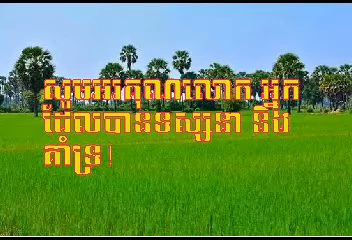 សូមអរគុណលោក អ្នក
ដែលបានទស្សនា នឹង
គាំទ្រ!